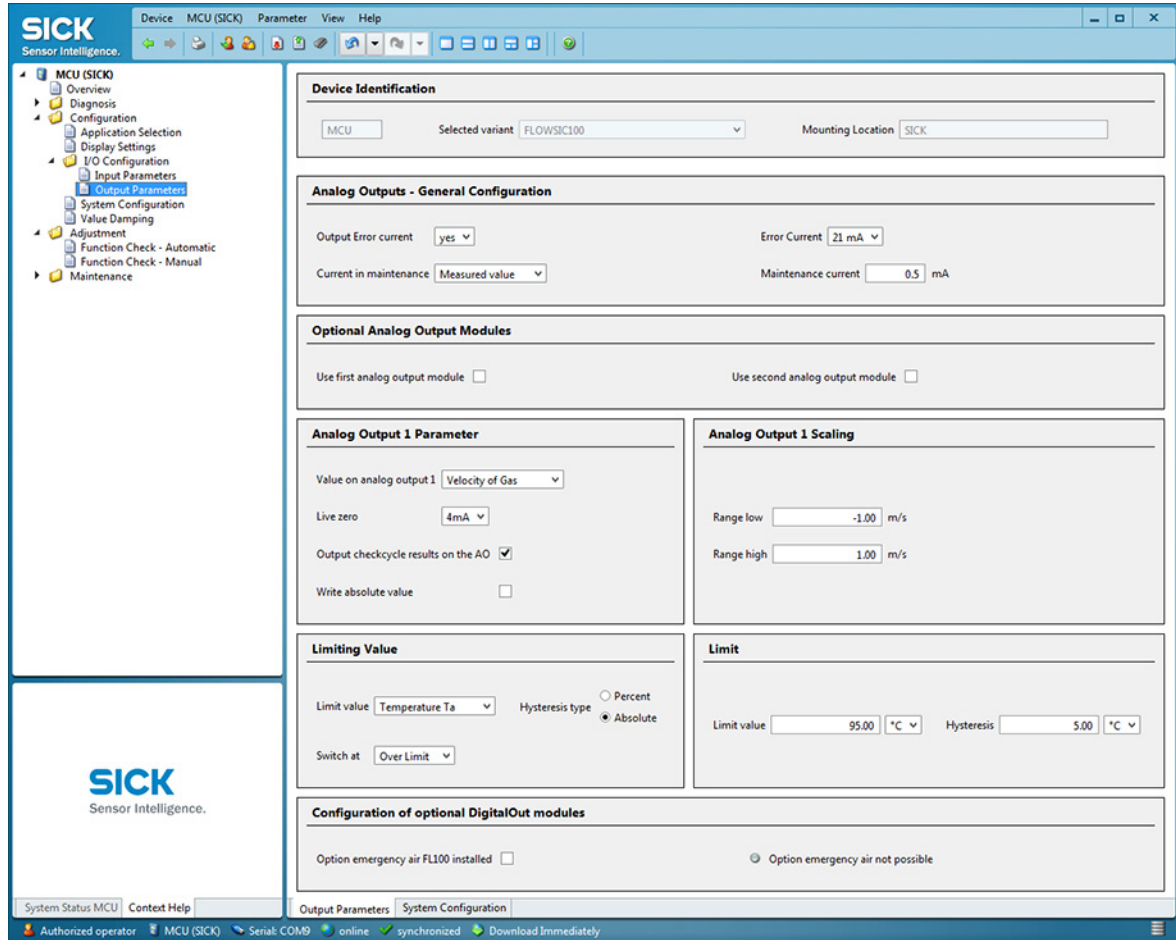 SICK
Sensor Intelligence.
Device MCU (SICK) Parameter View Help
MCU (SICK)
Overview
Diagnosis
Configuration
Application Selection
Display Settings
I/O Configuration
Input Parameters
Output Parameters
System Configuration
Value Damping
Adjustment
Function Check - Automatic
Function Check - Manual
Maintenance
SICK
Sensor Intelligence.
System Status MCU Context Help
Device Identification
MCU Selected variant FLOWSIC100 Mounting Location SICK
Analog Outputs - General Configuration
Output Error current yes Error Current 21 mA
Current in maintenance Measured value Maintenance current 0.5 mA
Optional Analog Output Modules
Use first analog output module Use second analog output module
Analog Output 1 Parameter
Value on analog output 1 Velocity of Gas
Live zero 4mA
Output checkcycle results on the AO
Write absolute value
Analog Output 1 Scaling
Range low -1.00 m/s
Range high 1.00 m/s
Limiting Value
Limit value Temperature Ta Hysteresis type Percent
Absolute
Switch at Over Limit
Limit
Limit value 95.00 °C Hysteresis 5.00 °C
Configuration of optional DigitalOut modules
Option emergency air FL100 installed Option emergency air not possible
Output Parameters System Configuration
Authorized operator MCU (SICK) Serial: COM9 online synchronized Download Immediately